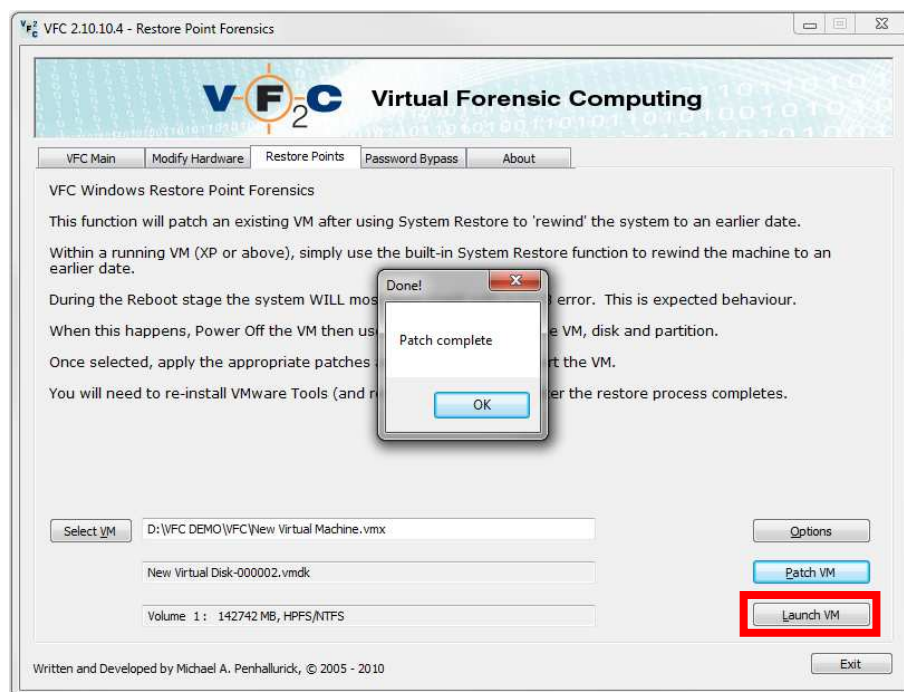 VFC 2.10.10.4 - Restore Point Forensics
V-F2-C Virtual Forensic Computing
VFC Main Modify Hardware Restore Points Password Bypass About
VFC Windows Restore Point Forensics
This function will patch an existing VM after using System Restore to 'rewind' the system to an earlier date.
Within a running VM (XP or above), simply use the built-in System Restore function to rewind the machine to an
earlier date.
During the Reboot stage the system WILL error. This is expected behaviour.
When this happens, Power Off the VM then VM, disk and partition.
Once selected, apply the appropriate patches the VM.
You will need to re-install VMware Tools (and the restore process completes.
Done!
Patch complete
OK
Select VM D:\VFC DEMO\VFC\New Virtual Machine.vmx Options
New Virtual Disk-000002.vmdk Patch VM
Volume 1: 142742 MB, HPFS/NTFS Launch VM
Written and Developed by Michael A. Penhallurick, © 2005 - 2010 Exit